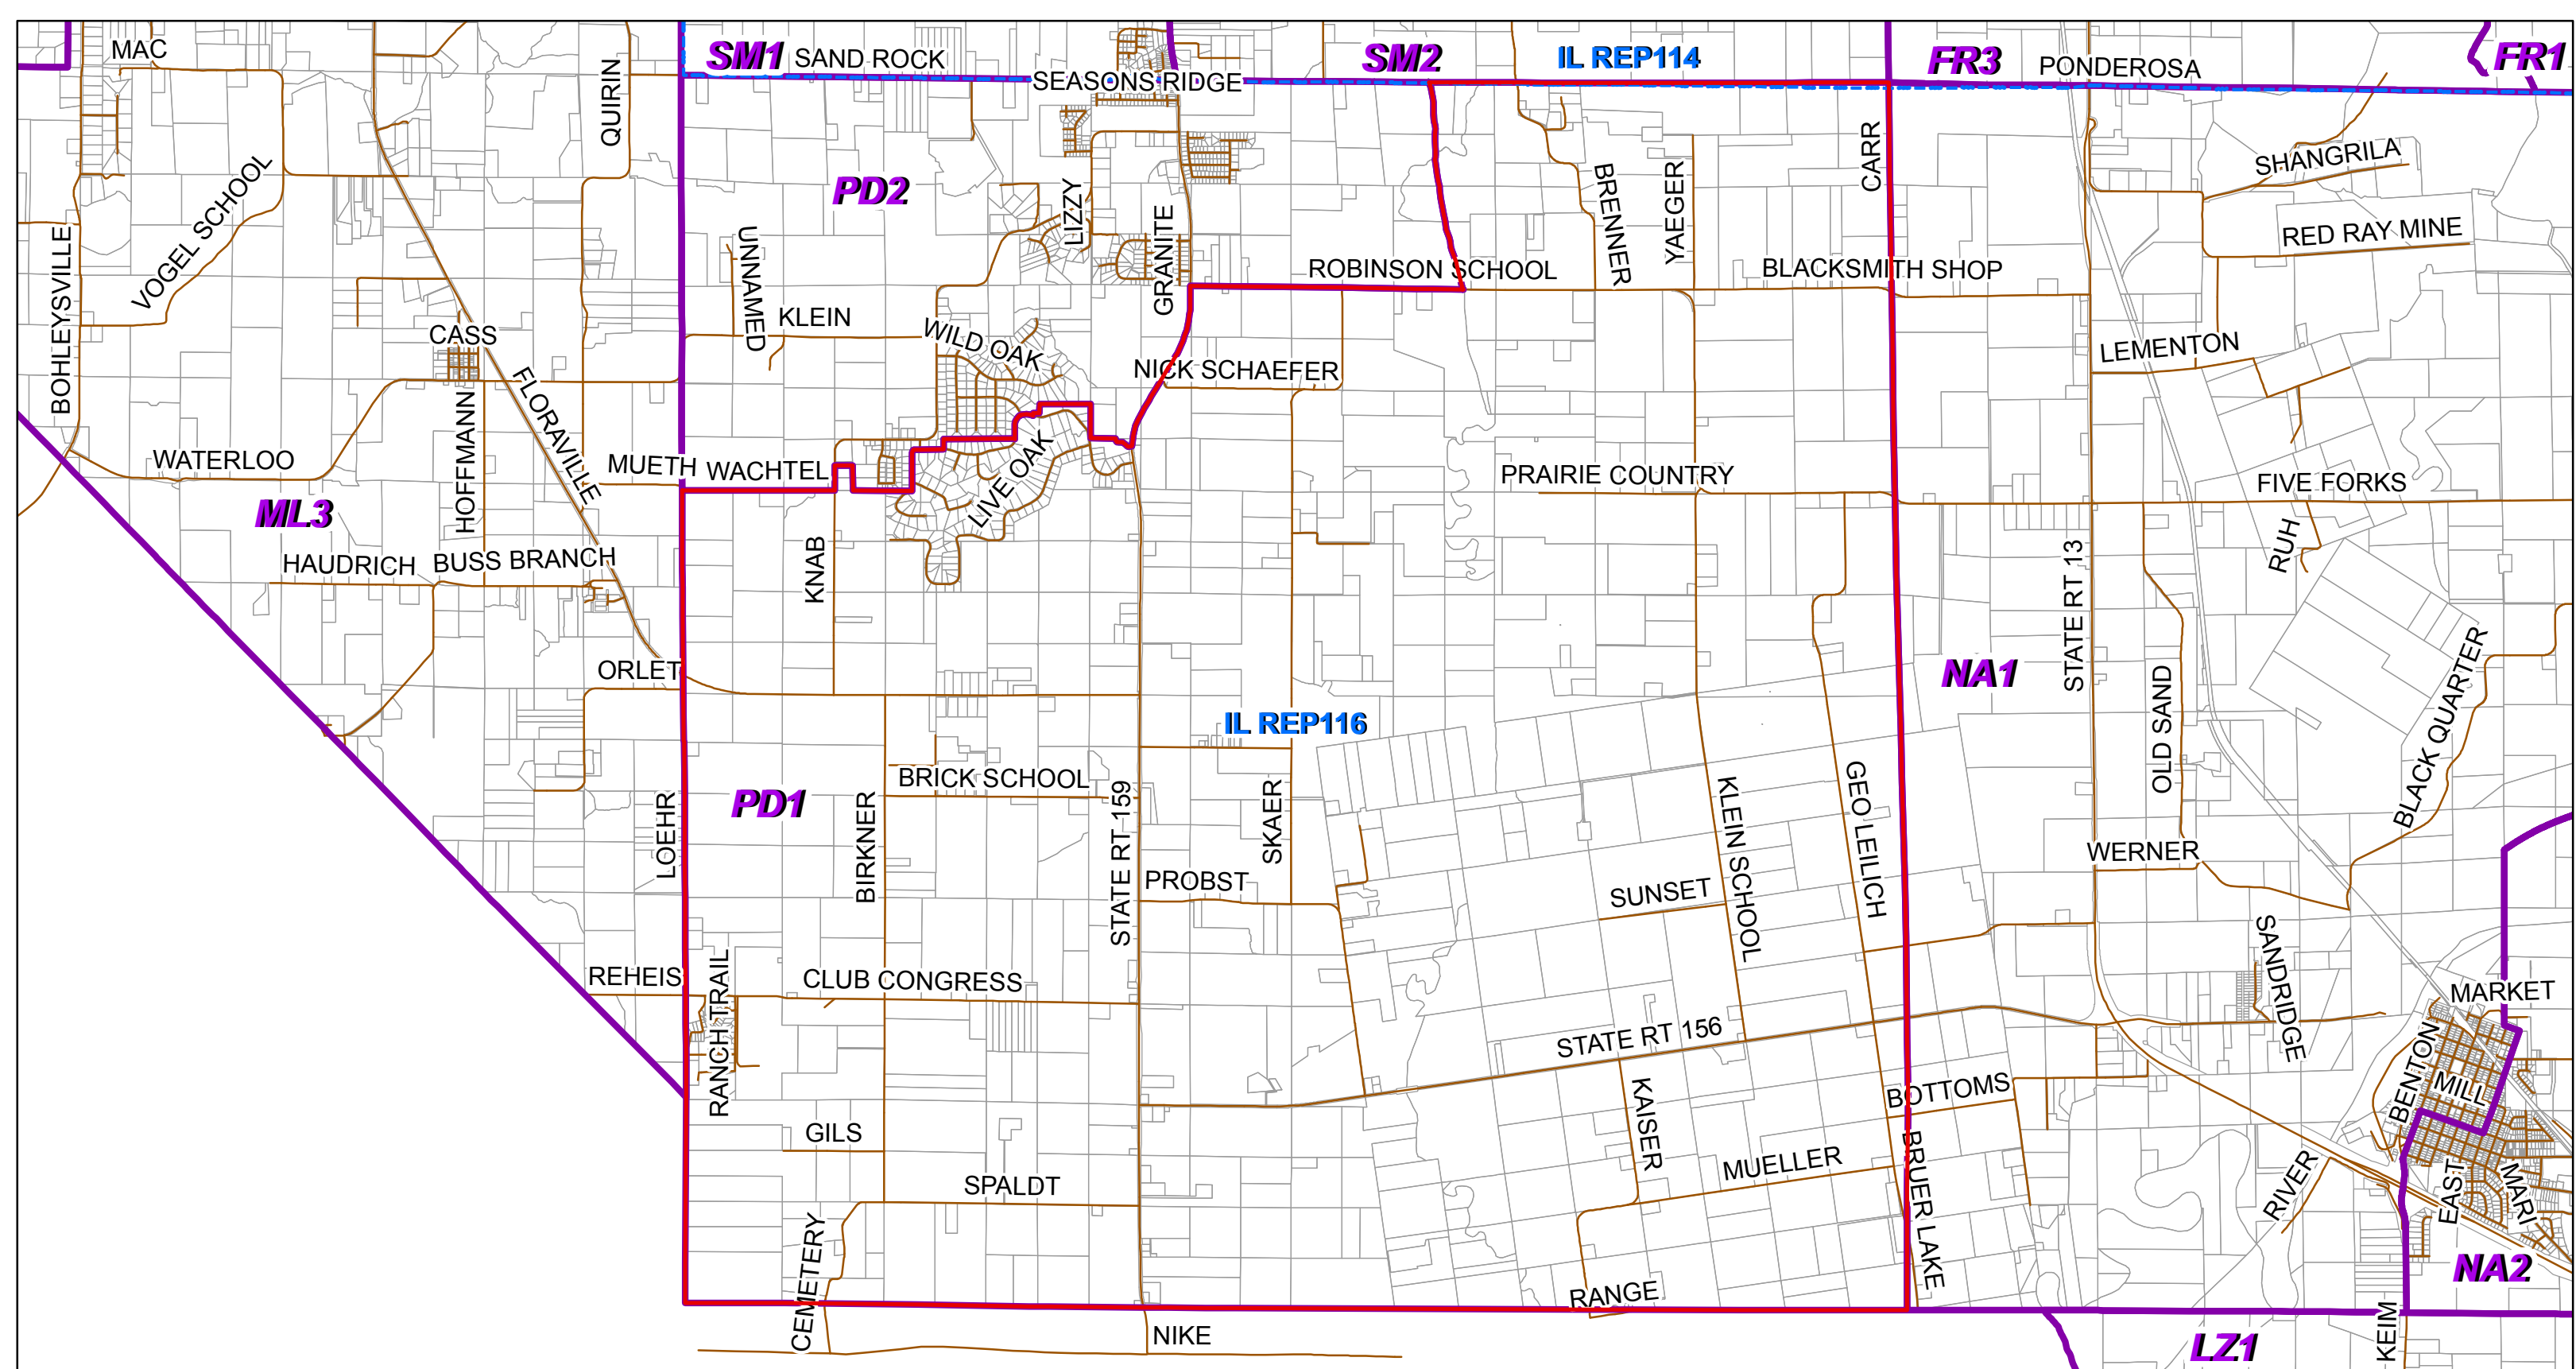 MAC
SM1
SAND ROCK
SM2
IL REP114
FR3
PONDEROSA
FR1
SEASONS RIDGE
QUIRIN
VOGEL SCHOOL
BOHLEYSVILLE
PD2
LIZZY
GRANITE
BRENNER
YAEGER
CARR
SHANGRILA
RED RAY MINE
UNNAMED
KLEIN
WILD OAK
ROBINSON SCHOOL
BLACKSMITH SHOP
CASS
NICK SCHAEFER
LEMENTON
FLORAVILLE
HOFFMANN
WATERLOO
MUETH
WACHTEL
LIVE OAK
PRAIRIE COUNTRY
FIVE FORKS
ML3
RUH
HAUDRICH
BUSS BRANCH
KNAB
STATE RT 13
ORLET
NA1
OLD SAND
BLACK QUARTER
IL REP116
PD1
BRICK SCHOOL
LOEHR
BIRKNER
STATE RT 159
SKAER
KLEIN SCHOOL
GEO LEILICH
WERNER
PROBST
SUNSET
SANDRIDGE
REHEIS
RANCH TRAIL
CLUB CONGRESS
MARKET
STATE RT 156
BENTON
MILL
KAISER
BOTTOMS
GILS
MUELLER
BRUER LAKE
SPALDT
RIVER
EAST
MARI
CEMETERY
NA2
RANGE
NIKE
KEIM
LZ1